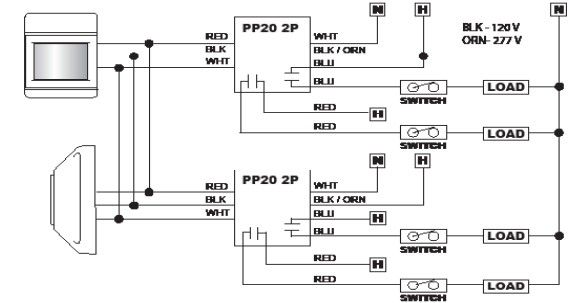 N H N
BLK - 120 V
ORN- 277 V
RED PP20 2P WHT
BLK BLK / ORN
WHT BLU
BLU LOAD
SWITCH
RED H
RED LOAD
SWITCH
N H
RED PP20 2P WHT
BLK BLK / ORN
WHT BLU H
BLU LOAD
SWITCH
RED H
RED LOAD
SWITCH